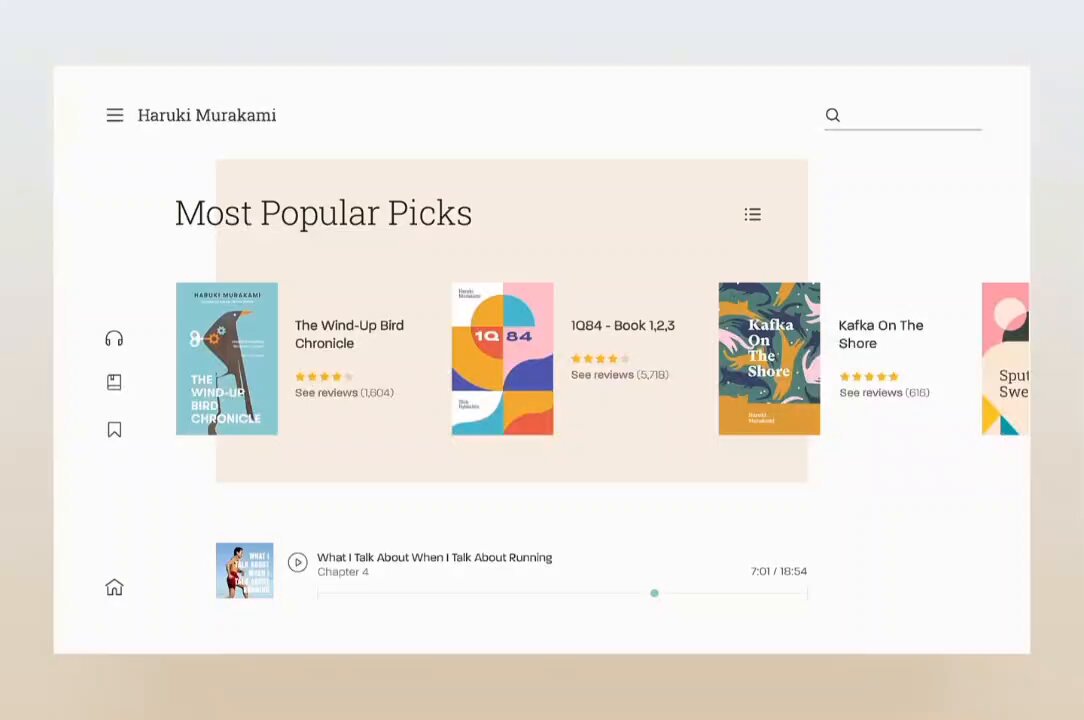 Haruki Murakami
Most Popular Picks
HARUKI MURAKAMI
THE
WIND-UP
BIRD
CHRONICLE
The Wind-Up Bird
Chronicle
See reviews (1,604)
Haruki
Murakami
1Q 84
1Q84 - Book 1,2,3
See reviews (5,718)
Kafka
On
The
Shore
Haruki
Murakami
Kafka On The
Shore
See reviews (616)
Sput
Swe
WHAT I
TALK ABOUT
WHEN I
TALK ABOUT
RUNNING
What I Talk About When I Talk About Running
Chapter 4
7:01 / 18:54